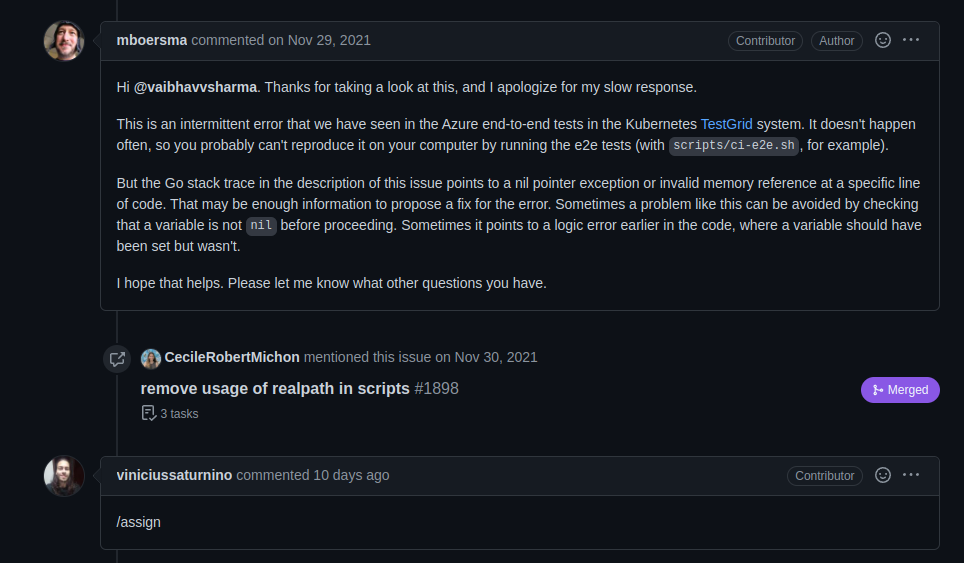 mboersma commented on Nov 29, 2021 Contributor Author
Hi @vaibhavvsharma. Thanks for taking a look at this, and I apologize for my slow response.
This is an intermittent error that we have seen in the Azure end-to-end tests in the Kubernetes TestGrid system. It doesn't happen
often, so you probably can't reproduce it on your computer by running the e2e tests (with scripts/ci-e2e.sh, for example).
But the Go stack trace in the description of this issue points to a nil pointer exception or invalid memory reference at a specific line
of code. That may be enough information to propose a fix for the error. Sometimes a problem like this can be avoided by checking
that a variable is not nil before proceeding. Sometimes it points to a logic error earlier in the code, where a variable should have
been set but wasn't.
I hope that helps. Please let me know what other questions you have.
CecileRobertMichon mentioned this issue on Nov 30, 2021
remove usage of realpath in scripts #1898 Merged
3 tasks
viniciussaturnino commented 10 days ago Contributor
/assign